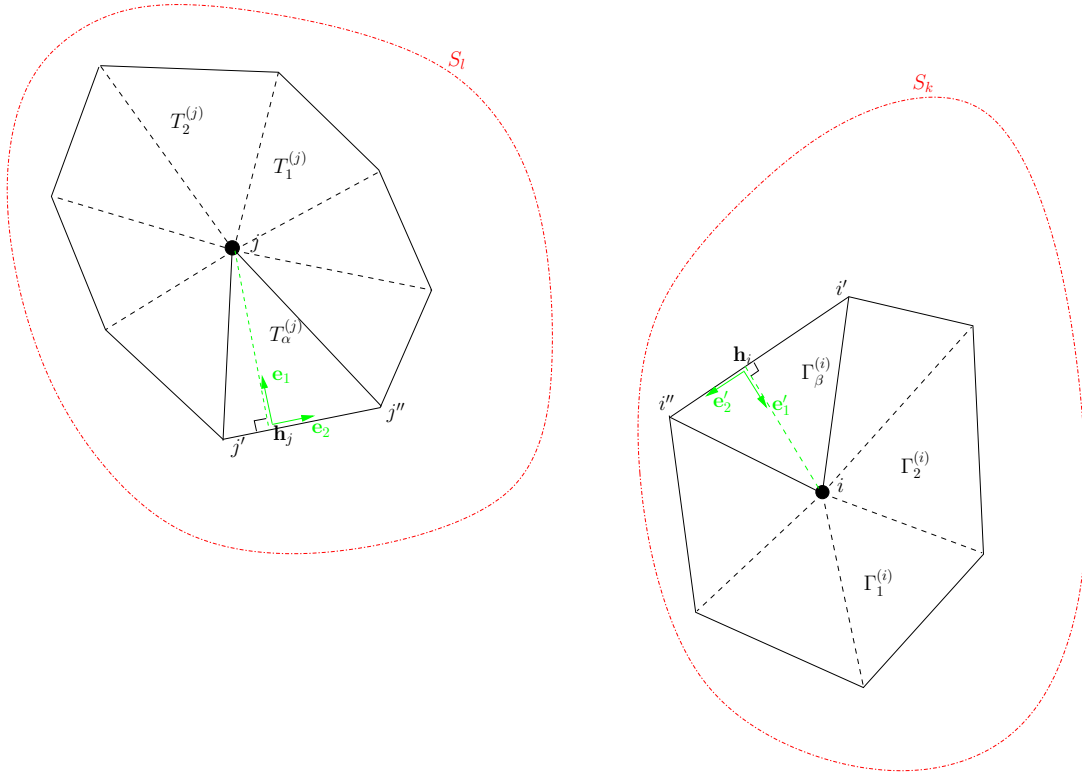 S_l
S_k
T_2^{(j)}
T_1^{(j)}
j
T_α^{(j)}
e_1
e_2
h_j
j'
j''
i'
h_i
Γ_β^{(i)}
e'_2
e'_1
i''
Γ_2^{(i)}
i
Γ_1^{(i)}